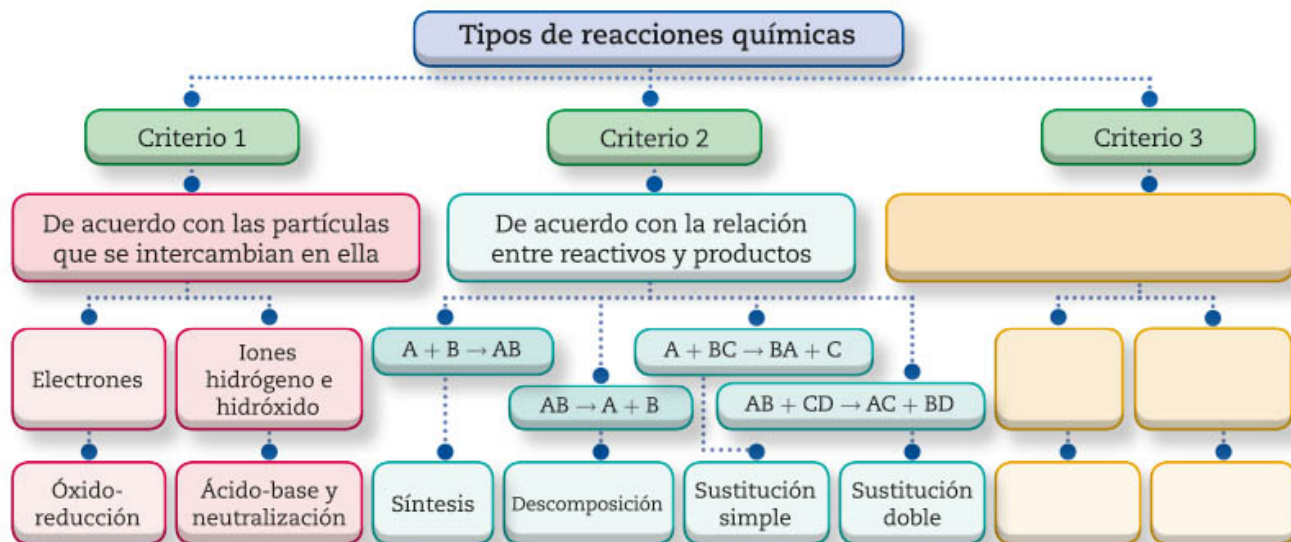 Tipos de reacciones químicas
Criterio 1
Criterio 2
Criterio 3
De acuerdo con las partículas
que se intercambian en ella
De acuerdo con la relación
entre reactivos y productos
Electrones
Iones
hidrógeno e
hidróxido
A + B → AB
AB → A + B
A + BC → BA + C
AB + CD → AC + BD
Óxido-
reducción
Ácido-base y
neutralización
Síntesis
Descomposición
Sustitución
simple
Sustitución
doble